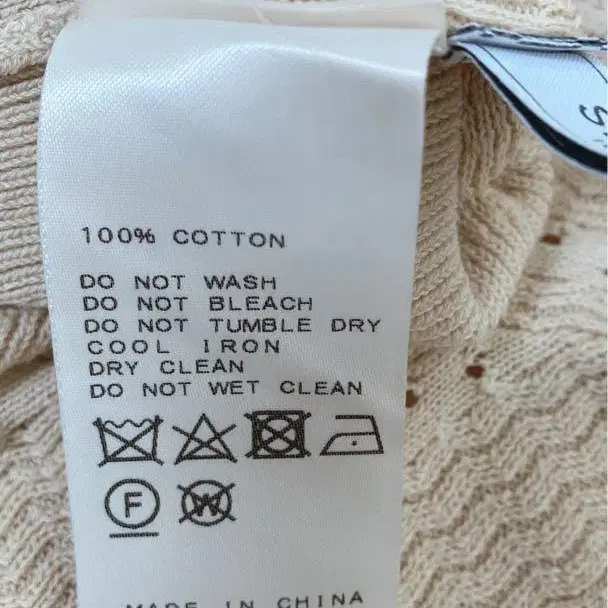 100% COTTON
DO NOT WASH
DO NOT BLEACH
DO NOT TUMBLE DRY
COOL IRON
DRY CLEAN
DO NOT WET CLEAN
F W
MADE IN CHINA